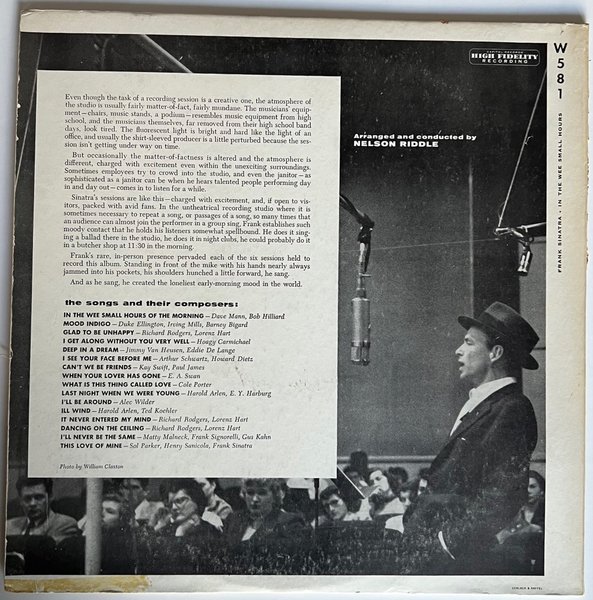 CAPITOL RECORDS
HIGH FIDELITY
RECORDING
W581
FRANK SINATRA · IN THE WEE SMALL HOURS
Arranged and conducted by
NELSON RIDDLE
Even though the task of a recording session is a creative one, the atmosphere of
the studio is usually fairly matter-of-fact, fairly mundane. The musicians' equip-
ment—chairs, music stands, a podium—resembles music equipment from high
school, and the musicians themselves, far removed from their high school band
days, look tired. The fluorescent light is bright and hard like the light of an
office, and usually the shirt-sleeved producer is a little perturbed because the ses-
sion isn't getting under way on time.
But occasionally the matter-of-factness is altered and the atmosphere is
different, charged with excitement even within the unexciting surroundings.
Sometimes employees try to crowd into the studio, and even the janitor—as
sophisticated as a janitor can be when he hears talented people performing day
in and day out—comes in to listen for a while.
Sinatra's sessions are like this—charged with excitement, and, if open to vis-
itors, packed with avid fans. In the untheatrical recording studio where it is
sometimes necessary to repeat a song, or passages of a song, so many times that
an audience can almost join the performer in a group sing, Frank establishes such
moody contact that he holds his listeners somewhat spellbound. He does it sing-
ing a ballad there in the studio, he does it in night clubs, he could probably do it
in a butcher shop at 11:30 in the morning.
Frank's rare, in-person presence pervaded each of the six sessions held to
record this album. Standing in front of the mike with his hands nearly always
jammed into his pockets, his shoulders hunched a little forward, he sang.
And as he sang, he created the loneliest early-morning mood in the world.
the songs and their composers:
IN THE WEE SMALL HOURS OF THE MORNING—Dave Mann, Bob Hilliard
MOOD INDIGO—Duke Ellington, Irving Mills, Barney Bigard
GLAD TO BE UNHAPPY—Richard Rodgers, Lorenz Hart
I GET ALONG WITHOUT YOU VERY WELL—Hoagy Carmichael
DEEP IN A DREAM—Jimmy Van Heusen, Eddie De Lange
I SEE YOUR FACE BEFORE ME—Arthur Schwartz, Howard Dietz
CAN'T WE BE FRIENDS—Kay Swift, Paul James
WHEN YOUR LOVER HAS GONE—E. A. Swan
WHAT IS THIS THING CALLED LOVE—Cole Porter
LAST NIGHT WHEN WE WERE YOUNG—Harold Arlen, E. Y. Harburg
I'LL BE AROUND—Alec Wilder
ILL WIND—Harold Arlen, Ted Koehler
IT NEVER ENTERED MY MIND—Richard Rodgers, Lorenz Hart
DANCING ON THE CEILING—Richard Rodgers, Lorenz Hart
I'LL NEVER BE THE SAME—Matty Malneck, Frank Signorelli, Gus Kahn
THIS LOVE OF MINE—Sol Parker, Henry Sanicola, Frank Sinatra
Photo by William Claxton